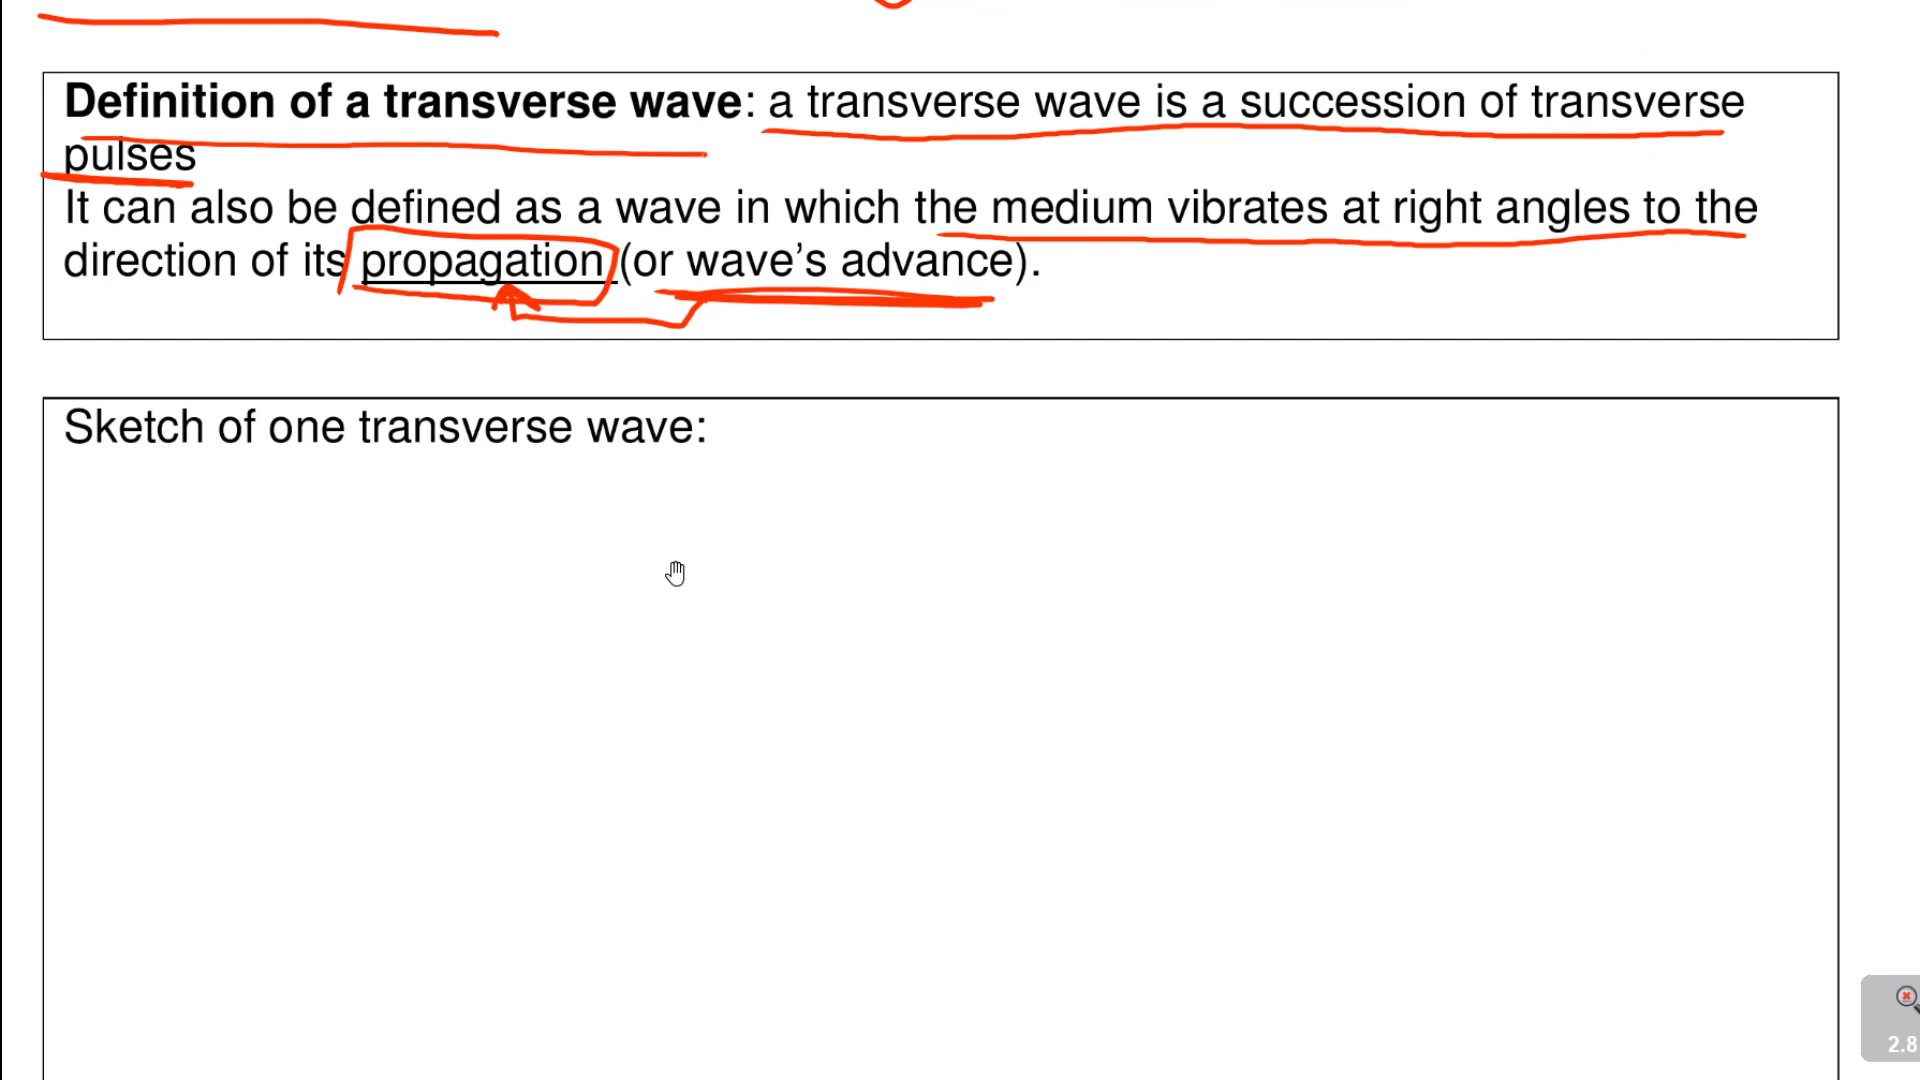 Definition of a transverse wave: a transverse wave is a succession of transverse
pulses
It can also be defined as a wave in which the medium vibrates at right angles to the
direction of its propagation (or wave’s advance).
Sketch of one transverse wave:
2.8